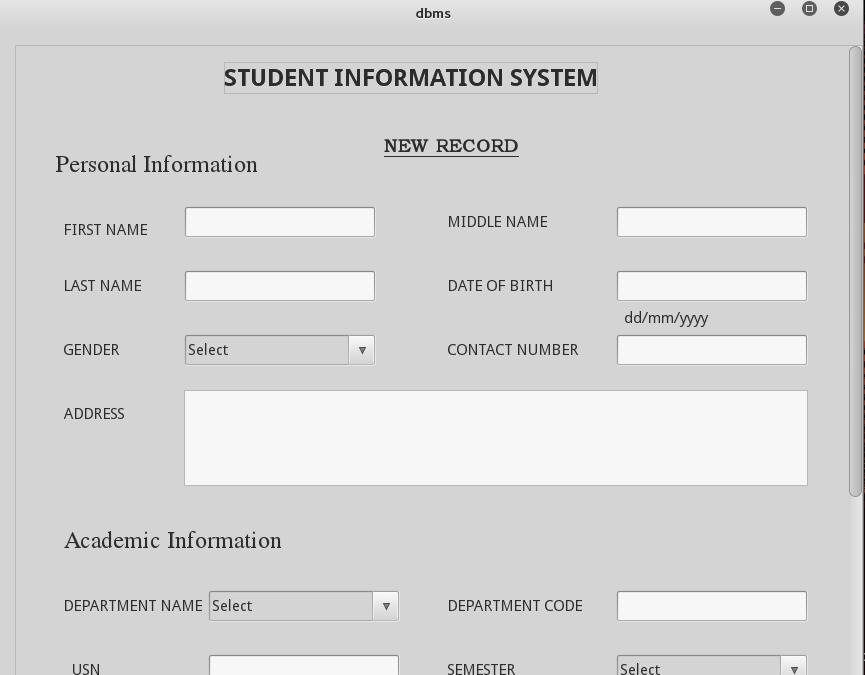 dbms
STUDENT INFORMATION SYSTEM
NEW RECORD
Personal Information
FIRST NAME
MIDDLE NAME
LAST NAME
DATE OF BIRTH
dd/mm/yyyy
GENDER Select
CONTACT NUMBER
ADDRESS
Academic Information
DEPARTMENT NAME Select
DEPARTMENT CODE
USN
SEMESTER Select